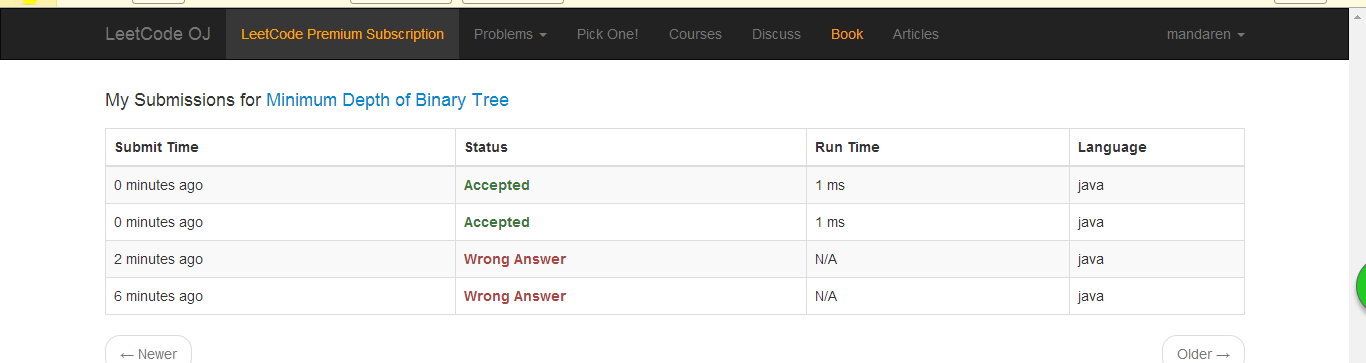 LeetCode OJ LeetCode Premium Subscription Problems Pick One! Courses Discuss Book Articles mandaren
My Submissions for Minimum Depth of Binary Tree
Submit Time Status Run Time Language
0 minutes ago Accepted 1 ms java
0 minutes ago Accepted 1 ms java
2 minutes ago Wrong Answer N/A java
6 minutes ago Wrong Answer N/A java
← Newer Older →